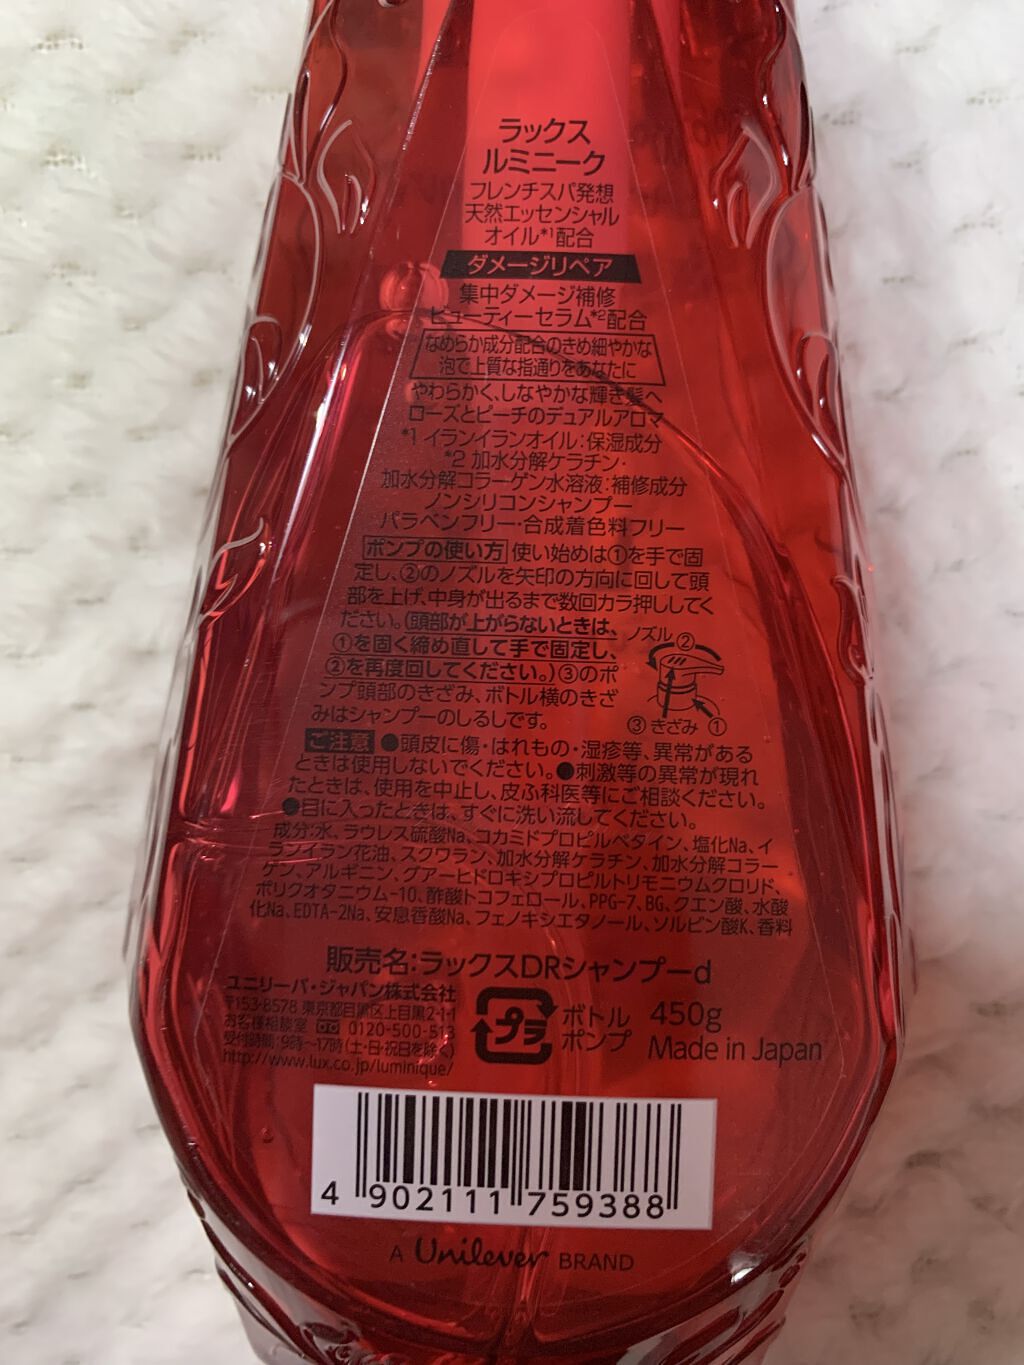 ラックス
ルミニーク
フレンチスパ発想
天然エッセンシャル
オイル*1配合
ダメージリペア
集中ダメージ補修
ビューティーセラム*2配合
なめらか成分配合のきめ細やかな
泡で上質な指通りをあなたに
やわらかく、しなやかな輝き髪へ
ローズとピーチのデュアルアロマ
*1 イランイランオイル：保湿成分
*2 加水分解ケラチン・
加水分解コラーゲン水溶液：補修成分
ノンシリコンシャンプー
パラベンフリー・合成着色料フリー
ポンプの使い方 使い始めは①を手で固
定し、②のノズルを矢印の方向に回して頭
部を上げ、中身が出るまで数回カラ押ししてく
ださい。(頭部が上がらないときは、
①を固く締め直して手で固定し、
②を再度回してください。)③のポ
ンプ頭部のきざみ、ボトル横のきざ
みはシャンプーのしるしです。
ノズル ②
③ きざみ ①
ご注意 ●頭皮に傷・はれもの・湿疹等、異常がある
ときは使用しないでください。●刺激等の異常が現れ
たときは、使用を中止し、皮ふ科医等にご相談ください。
●目に入ったときは、すぐに洗い流してください。
成分：水、ラウレス硫酸Na、コカミドプロピルベタイン、塩化Na、イ
ランイラン花油、スクワラン、加水分解ケラチン、加水分解コラー
ゲン、アルギニン、グアーヒドロキシプロピルトリモニウムクロリド、
ポリクオタニウム-10、酢酸トコフェロール、PPG-7、BG、クエン酸、水酸
化Na、EDTA-2Na、安息香酸Na、フェノキシエタノール、ソルビン酸K、香料
販売名：ラックスDRシャンプーd
ユニリーバ・ジャパン株式会社
〒153-8578 東京都目黒区上目黒2-1-1
お客様相談室 0120-500-513
受付時間：9時～17時(土・日・祝日を除く)
http://www.lux.co.jp/luminique/
プラ
ボトル
ポンプ
450g
Made in Japan
4 902111 759388
A Unilever BRAND